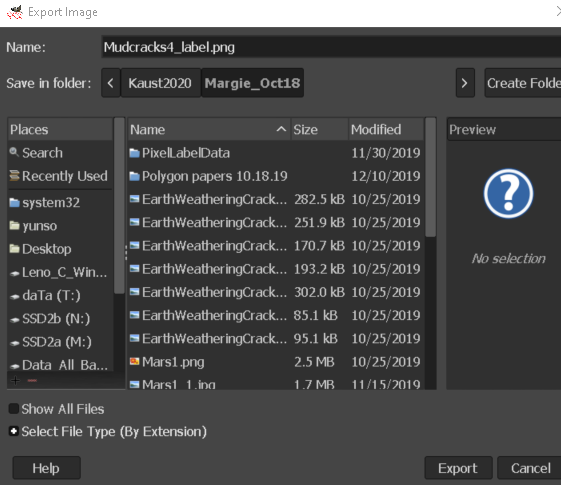 Export Image
Name: Mudcracks4_label.png
Save in folder: < Kaust2020 Margie_Oct18 > Create Folde
Places Name Size Modified Preview
Search PixelLabelData 11/30/2019
Recently Used Polygon papers 10.18.19 12/10/2019
system32 EarthWeatheringCrack... 282.5 kB 10/25/2019
yunso EarthWeatheringCrack... 251.9 kB 10/25/2019
Desktop EarthWeatheringCrack... 170.7 kB 10/25/2019
Leno_C_Win... EarthWeatheringCrack... 193.2 kB 10/25/2019
No selection
daTa (T:) EarthWeatheringCrack... 302.0 kB 10/25/2019
SSD2b (N:) EarthWeatheringCrack... 85.1 kB 10/25/2019
SSD2a (M:) EarthWeatheringCrack... 95.1 kB 10/25/2019
Data_All_Ba... Mars1.png 2.5 MB 10/25/2019
Mars1_1.jpg 1.7 MB 11/15/2019
Show All Files
Select File Type (By Extension)
Help Export Cancel